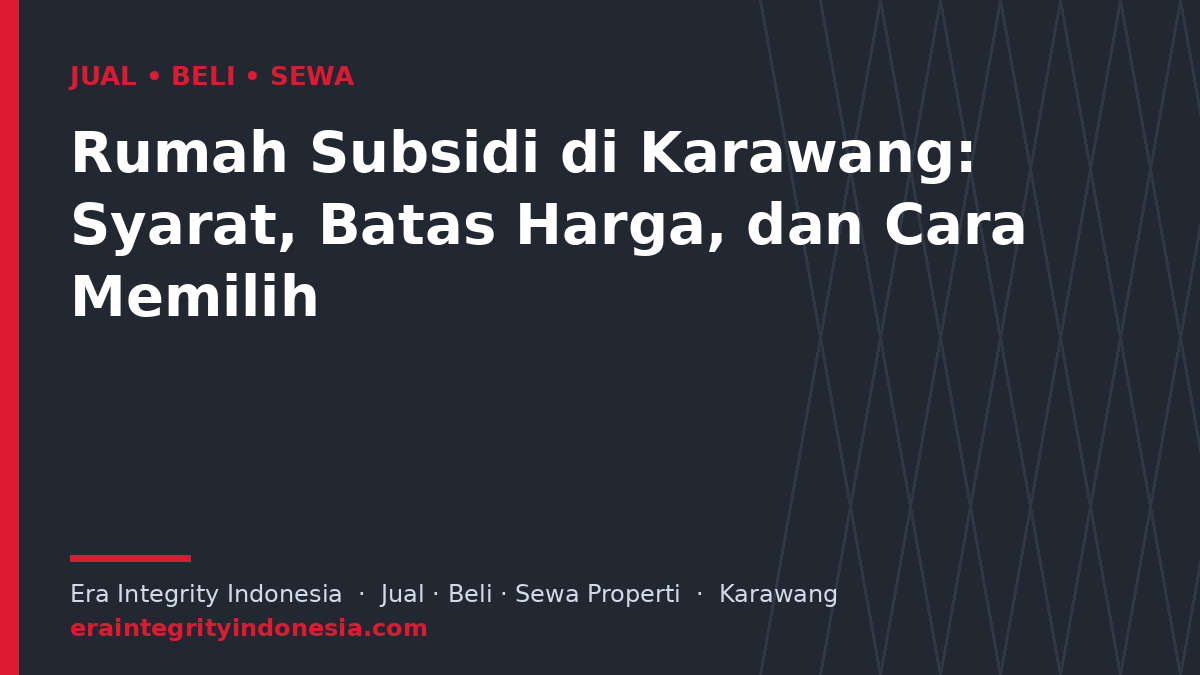 JUAL • BELI • SEWA
Rumah Subsidi di Karawang:
Syarat, Batas Harga, dan Cara
Memilih
Era Integrity Indonesia · Jual · Beli · Sewa Properti · Karawang
eraintegrityindonesia.com